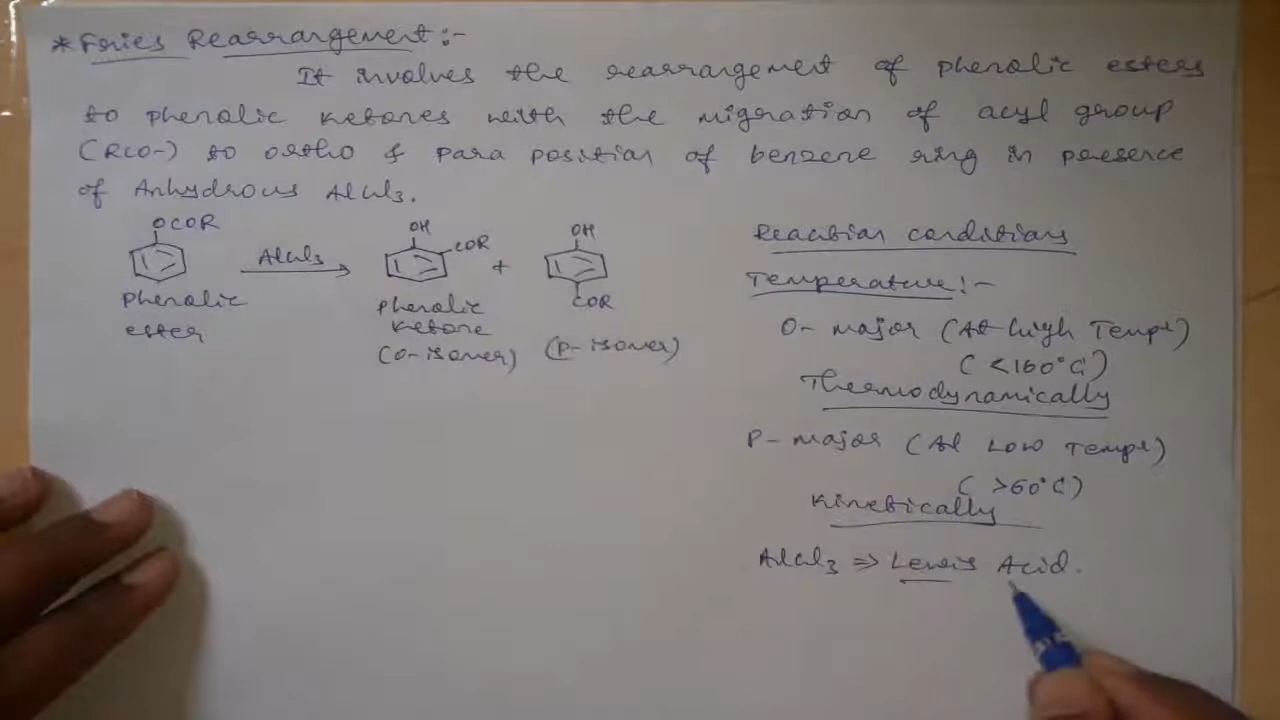 * Fries Rearrangement :-
It involves the rearrangement of phenolic esters
to phenolic ketones with the migration of acyl group
(RCO-) to ortho & para position of benzene ring in presence
of Anhydrous AlCl3.
OCOR
AlCl3
Phenolic
ester
OH
COR
+
phenolic
ketone
(O-isomer)
OH
COR
(P-isomer)
Reaction conditions
Temperature :-
O- major (At high Tempr)
(<160°C)
Thermodynamically
P- major (At Low Tempr)
(>60°C)
Kinetically
AlCl3 ⇒ Lewis Acid.